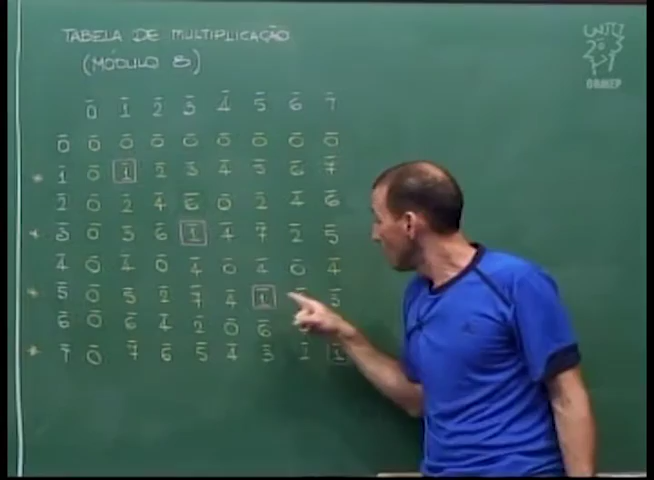 TABELA DE MULTIPLICAÇÃO
(MÓDULO 8)
OBMEP
0̄ 1̄ 2̄ 3̄ 4̄ 5̄ 6̄ 7̄
0̄ 0̄ 0̄ 0̄ 0̄ 0̄ 0̄ 0̄ 0̄
* 1̄ 0̄ 1̄ 2̄ 3̄ 4̄ 5̄ 6̄ 7̄
2̄ 0̄ 2̄ 4̄ 6̄ 0̄ 2̄ 4̄ 6̄
* 3̄ 0̄ 3̄ 6̄ 1̄ 4̄ 7̄ 2̄ 5̄
4̄ 0̄ 4̄ 0̄ 4̄ 0̄ 4̄ 0̄ 4̄
* 5̄ 0̄ 5̄ 2̄ 7̄ 4̄ 1̄ 3̄
6̄ 0̄ 6̄ 4̄ 2̄ 0̄ 6̄
* 7̄ 0̄ 7̄ 6̄ 5̄ 4̄ 3̄ 2̄ 1̄